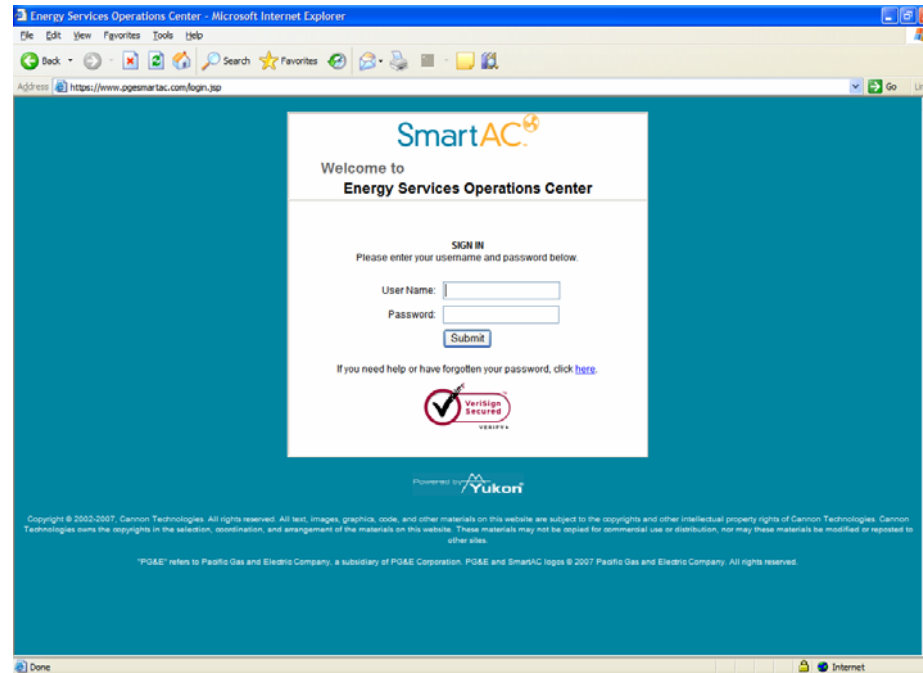 Energy Services Operations Center - Microsoft Internet Explorer
File Edit View Favorites Tools Help
Back Search Favorites
Address https://www.pgesmartac.com/login.jsp Go
SmartAC
Welcome to
Energy Services Operations Center
SIGN IN
Please enter your username and password below.
User Name:
Password:
Submit
If you need help or have forgotten your password, click here.
VeriSign
Secured
VERIFY
Powered by Yukon
Copyright © 2002-2007, Cannon Technologies. All rights reserved. All text, images, graphics, code, and other materials on this website are subject to the copyrights and other intellectual property rights of Cannon Technologies. Cannon
Technologies owns the copyrights in the selection, coordination, and arrangement of the materials on this website. These materials may not be copied for commercial use or distribution, nor may these materials be modified or reposted to
other sites.
"PG&E" refers to Pacific Gas and Electric Company, a subsidiary of PG&E Corporation. PG&E and SmartAC logos © 2007 Pacific Gas and Electric Company. All rights reserved.
Done Internet